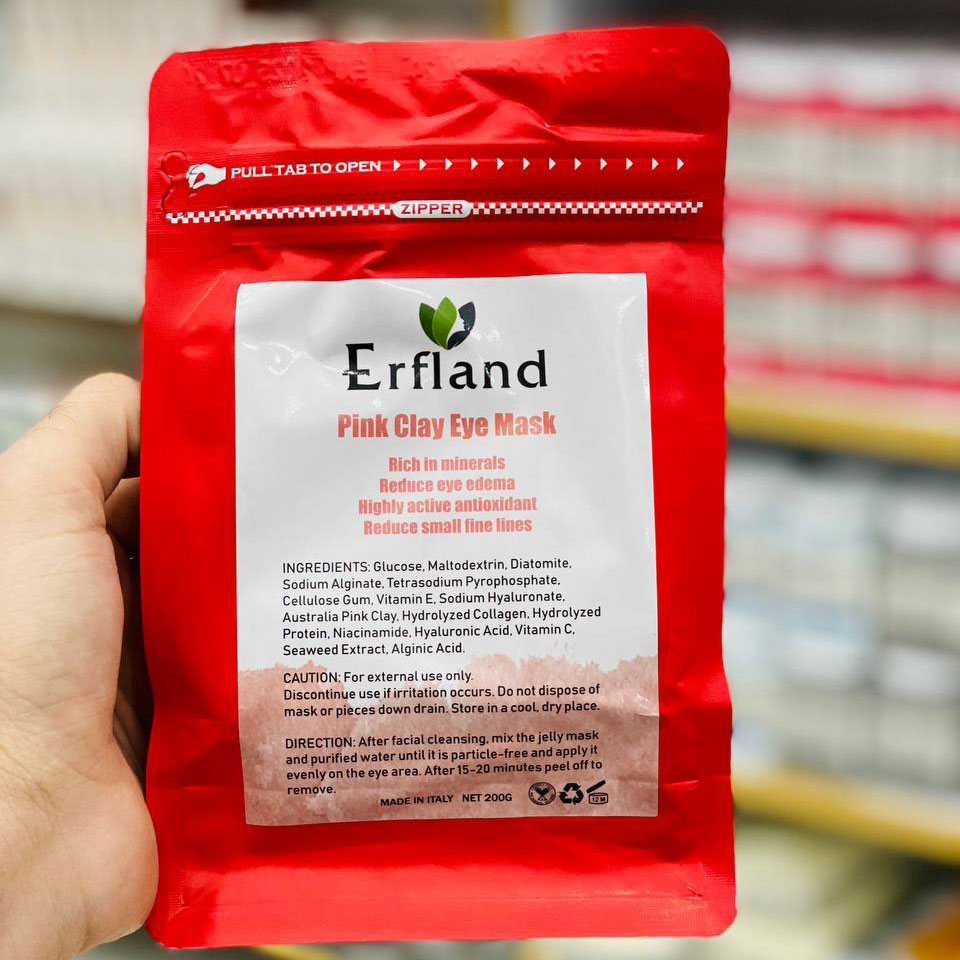 PULL TAB TO OPEN
ZIPPER
Erfland
Pink Clay Eye Mask
Rich in minerals
Reduce eye edema
Highly active antioxidant
Reduce small fine lines
INGREDIENTS: Glucose, Maltodextrin, Diatomite,
Sodium Alginate, Tetrasodium Pyrophosphate,
Cellulose Gum, Vitamin E, Sodium Hyaluronate,
Australia Pink Clay, Hydrolyzed Collagen, Hydrolyzed
Protein, Niacinamide, Hyaluronic Acid, Vitamin C,
Seaweed Extract, Alginic Acid.
CAUTION: For external use only.
Discontinue use if irritation occurs. Do not dispose of
mask or pieces down drain. Store in a cool, dry place.
DIRECTION: After facial cleansing, mix the jelly mask
and purified water until it is particle-free and apply it
evenly on the eye area. After 15-20 minutes peel off to
remove.
MADE IN ITALY NET 200G 12 M